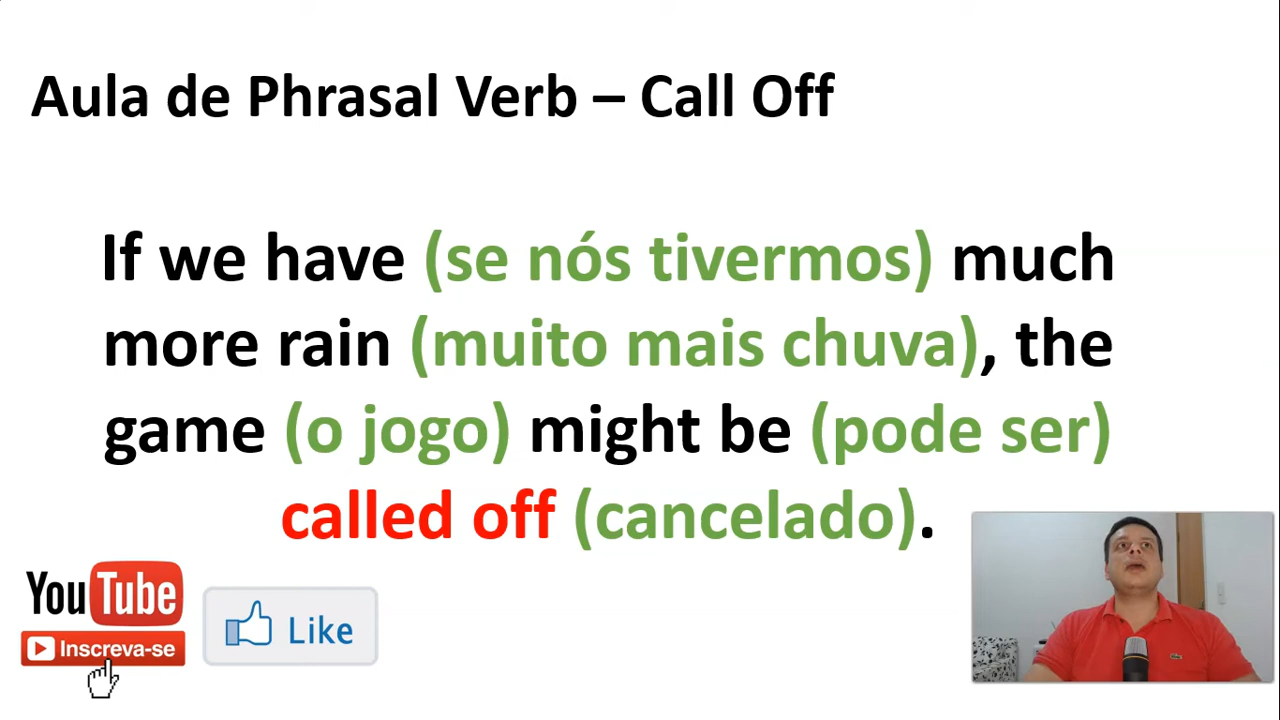 Aula de Phrasal Verb – Call Off
If we have (se nós tivermos) much
more rain (muito mais chuva), the
game (o jogo) might be (pode ser)
called off (cancelado).
YouTube
Inscreva-se
Like